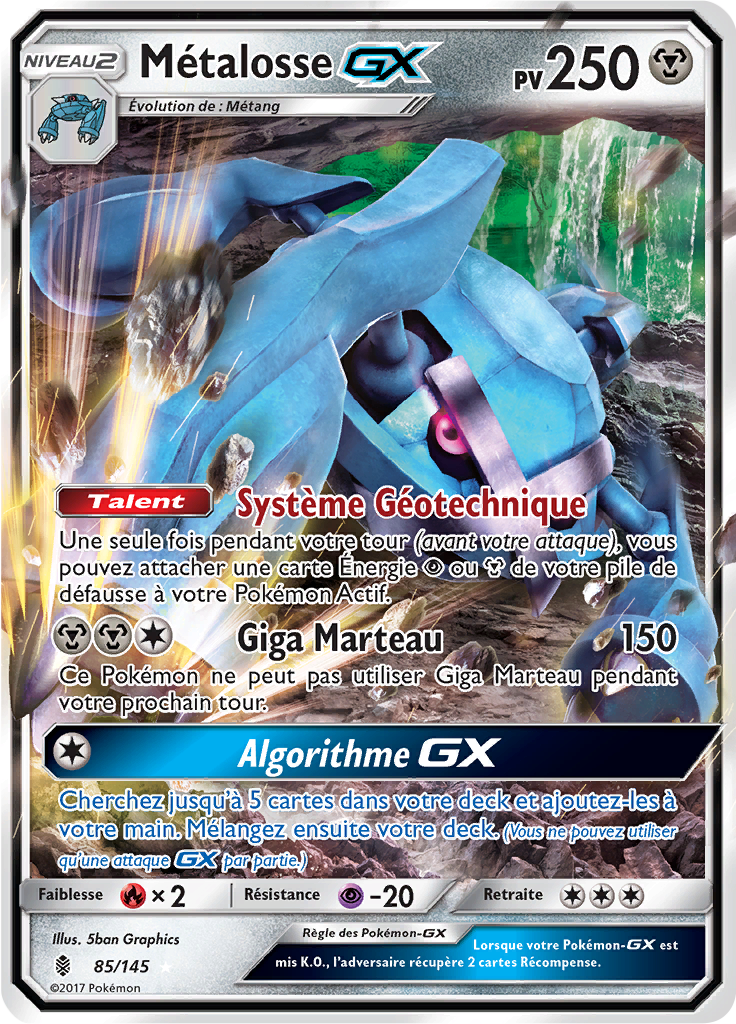 NIVEAU2
Métalosse GX
PV 250
Évolution de : Métang
Talent Système Géotechnique
Une seule fois pendant votre tour (avant votre attaque), vous
pouvez attacher une carte Énergie ou de votre pile de
défausse à votre Pokémon Actif.
Giga Marteau 150
Ce Pokémon ne peut pas utiliser Giga Marteau pendant
votre prochain tour.
Algorithme GX
Cherchez jusqu'à 5 cartes dans votre deck et ajoutez-les à
votre main. Mélangez ensuite votre deck. (Vous ne pouvez utiliser
qu'une attaque GX par partie.)
Faiblesse × 2 Résistance -20 Retraite
Illus. 5ban Graphics
85/145
©2017 Pokémon
Règle des Pokémon-GX
Lorsque votre Pokémon-GX est
mis K.O., l'adversaire récupère 2 cartes Récompense.